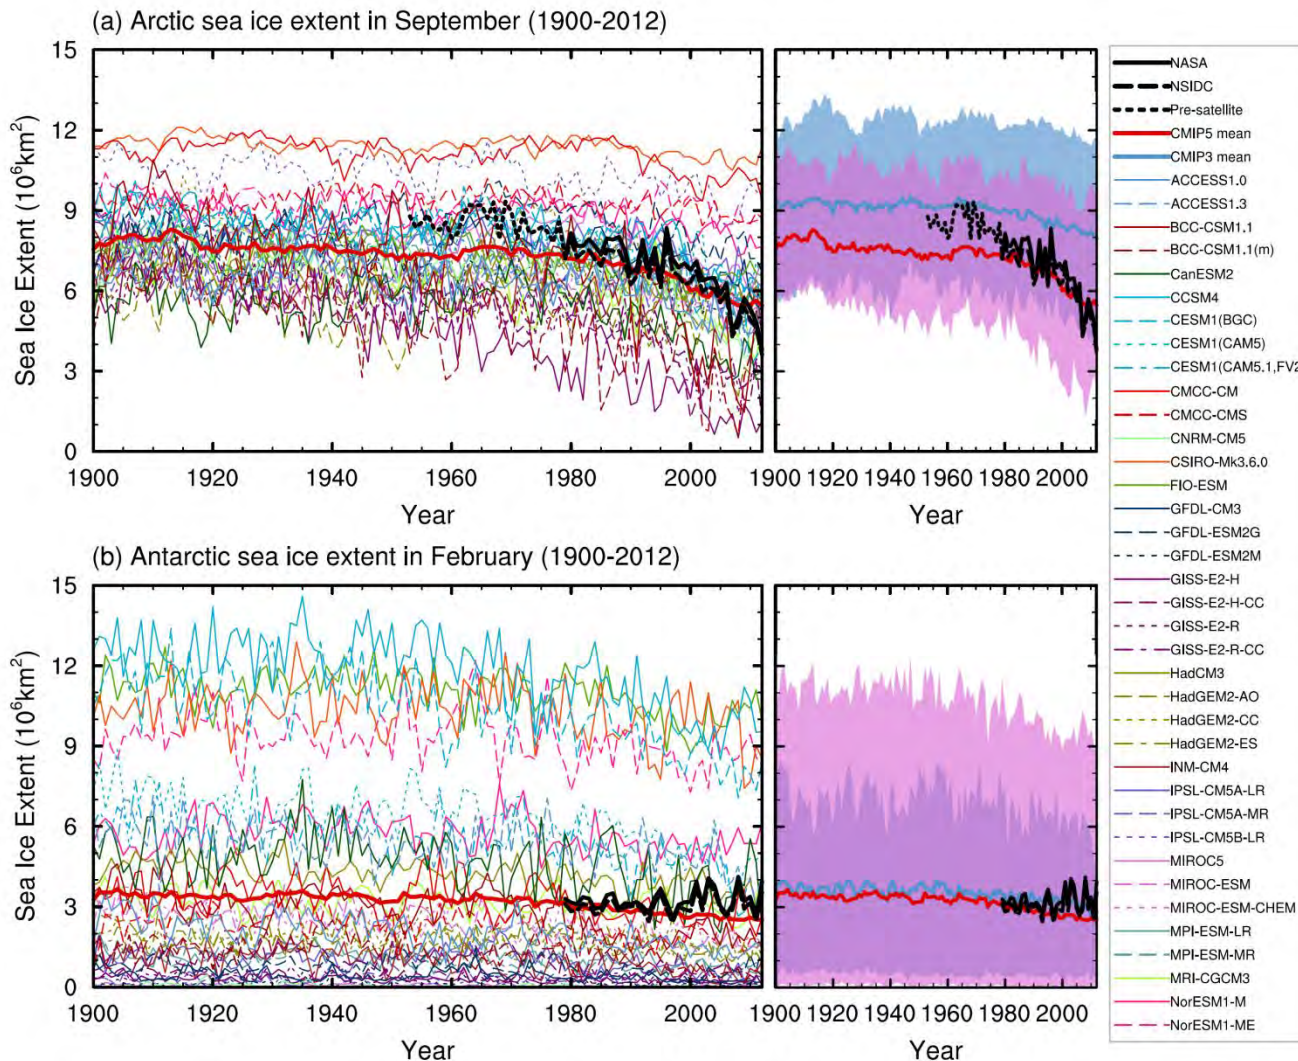 (a) Arctic sea ice extent in September (1900-2012)
15
12
9
6
3
0
Sea Ice Extent (10⁶km²)
1900 1920 1940 1960 1980 2000 1900 1920 1940 1960 1980 2000
Year Year
(b) Antarctic sea ice extent in February (1900-2012)
15
12
9
6
3
0
Sea Ice Extent (10⁶km²)
1900 1920 1940 1960 1980 2000 1900 1920 1940 1960 1980 2000
Year Year
NASA
NSIDC
Pre-satellite
CMIP5 mean
CMIP3 mean
ACCESS1.0
ACCESS1.3
BCC-CSM1.1
BCC-CSM1.1(m)
CanESM2
CCSM4
CESM1(BGC)
CESM1(CAM5)
CESM1(CAM5.1,FV2
CMCC-CM
CMCC-CMS
CNRM-CM5
CSIRO-Mk3.6.0
FIO-ESM
GFDL-CM3
GFDL-ESM2G
GFDL-ESM2M
GISS-E2-H
GISS-E2-H-CC
GISS-E2-R
GISS-E2-R-CC
HadCM3
HadGEM2-AO
HadGEM2-CC
HadGEM2-ES
INM-CM4
IPSL-CM5A-LR
IPSL-CM5A-MR
IPSL-CM5B-LR
MIROC5
MIROC-ESM
MIROC-ESM-CHEM
MPI-ESM-LR
MPI-ESM-MR
MRI-CGCM3
NorESM1-M
NorESM1-ME